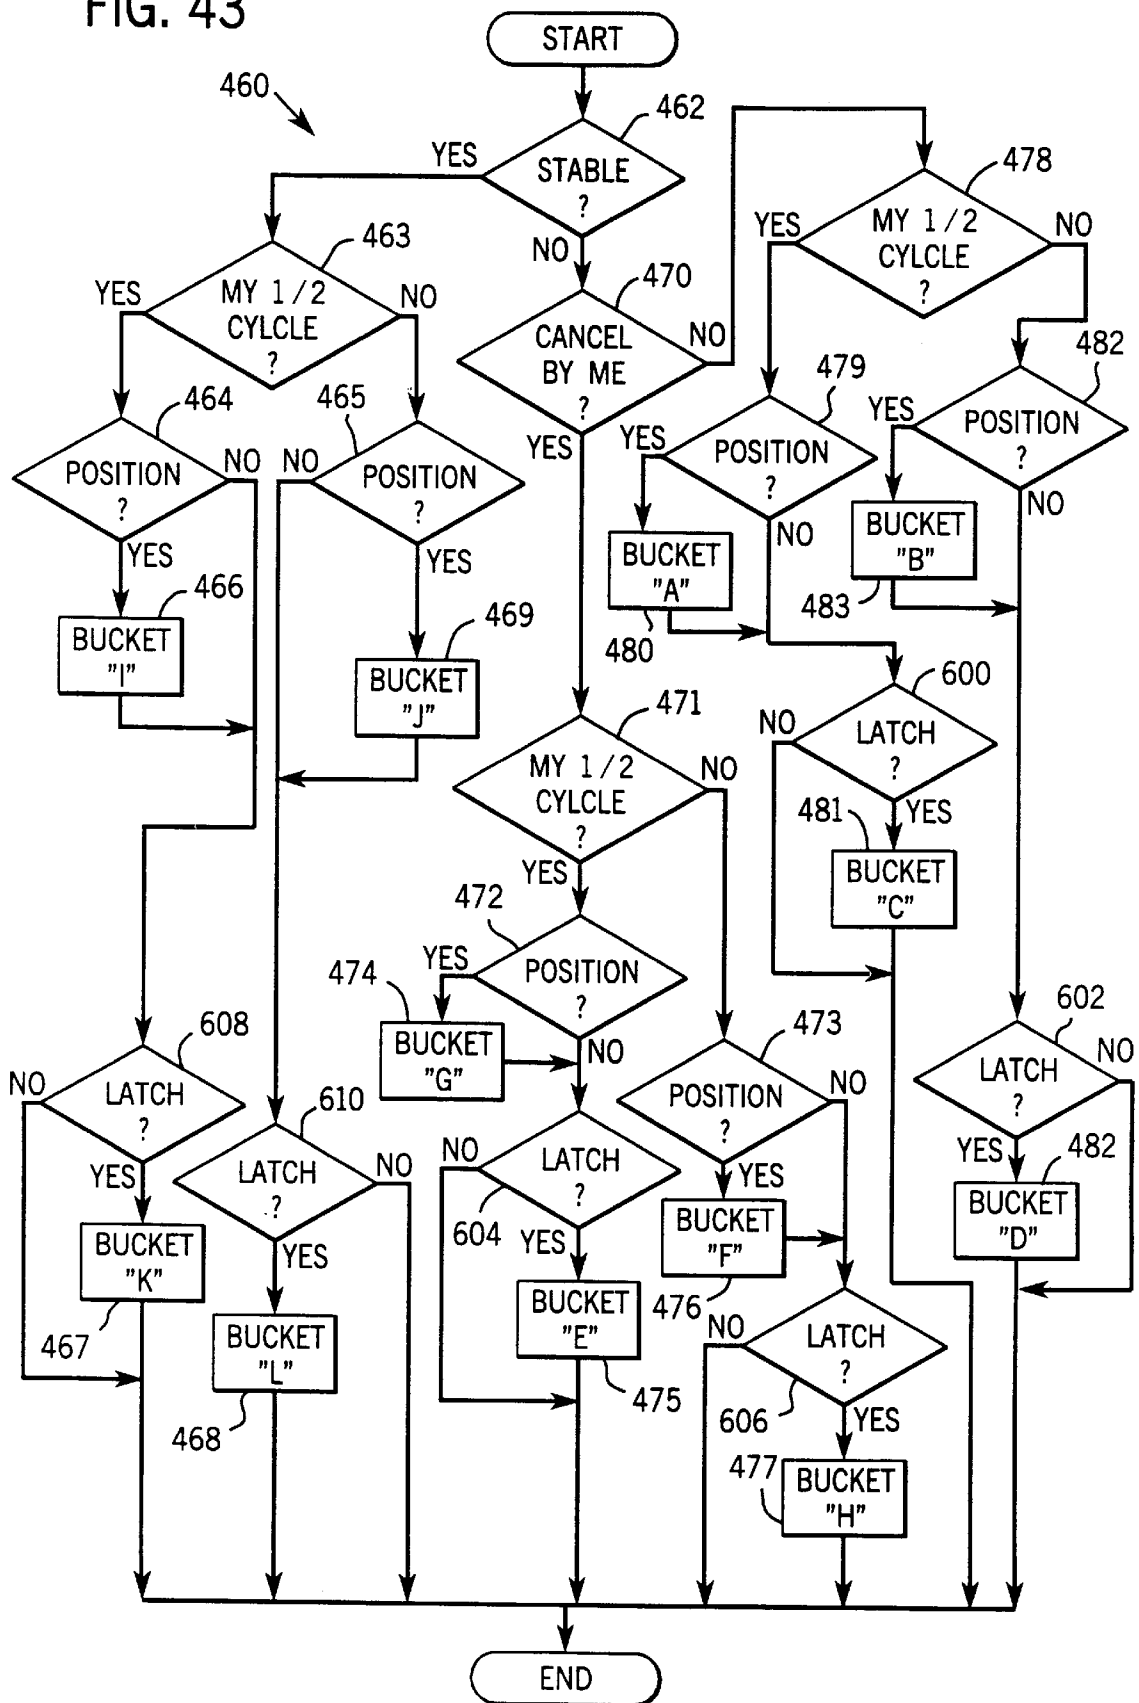 FIG. 43
START
460
462
YES
STABLE
?
NO
478
YES
MY 1/2
CYLCLE
?
NO
463
YES
MY 1/2
CYLCLE
?
NO
470
CANCEL
BY ME
?
NO
YES
482
YES
POSITION
?
NO
479
YES
POSITION
?
NO
464
POSITION
?
NO
YES
465
NO
POSITION
?
YES
BUCKET
"A"
480
BUCKET
"B"
483
466
BUCKET
"I"
469
BUCKET
"J"
600
NO
LATCH
?
YES
471
MY 1/2
CYLCLE
?
NO
YES
481
BUCKET
"C"
472
YES
POSITION
?
NO
474
BUCKET
"G"
473
POSITION
?
NO
YES
602
LATCH
?
NO
YES
608
NO
LATCH
?
YES
610
LATCH
?
NO
YES
NO
LATCH
?
604
YES
482
BUCKET
"D"
BUCKET
"F"
476
BUCKET
"K"
467
BUCKET
"L"
468
BUCKET
"E"
475
NO
LATCH
?
606
YES
477
BUCKET
"H"
END